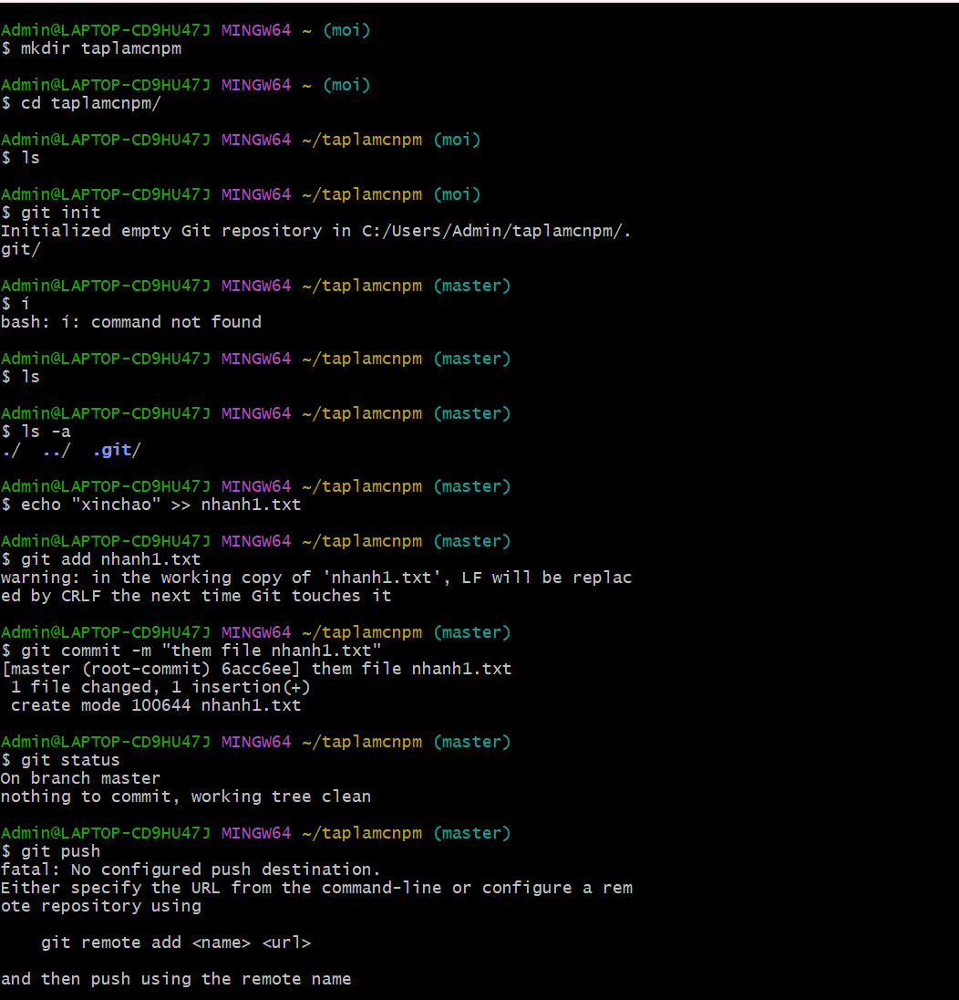 Admin@LAPTOP-CD9HU47J MINGW64 ~ (moi)
$ mkdir taplamcnpm
Admin@LAPTOP-CD9HU47J MINGW64 ~ (moi)
$ cd taplamcnpm/
Admin@LAPTOP-CD9HU47J MINGW64 ~/taplamcnpm (moi)
$ ls
Admin@LAPTOP-CD9HU47J MINGW64 ~/taplamcnpm (moi)
$ git init
Initialized empty Git repository in C:/Users/Admin/taplamcnpm/.
git/
Admin@LAPTOP-CD9HU47J MINGW64 ~/taplamcnpm (master)
$ í
bash: í: command not found
Admin@LAPTOP-CD9HU47J MINGW64 ~/taplamcnpm (master)
$ ls
Admin@LAPTOP-CD9HU47J MINGW64 ~/taplamcnpm (master)
$ ls -a
./  ../  .git/
Admin@LAPTOP-CD9HU47J MINGW64 ~/taplamcnpm (master)
$ echo "xinchao" >> nhanh1.txt
Admin@LAPTOP-CD9HU47J MINGW64 ~/taplamcnpm (master)
$ git add nhanh1.txt
warning: in the working copy of 'nhanh1.txt', LF will be replac
ed by CRLF the next time Git touches it
Admin@LAPTOP-CD9HU47J MINGW64 ~/taplamcnpm (master)
$ git commit -m "them file nhanh1.txt"
[master (root-commit) 6acc6ee] them file nhanh1.txt
 1 file changed, 1 insertion(+)
 create mode 100644 nhanh1.txt
Admin@LAPTOP-CD9HU47J MINGW64 ~/taplamcnpm (master)
$ git status
On branch master
nothing to commit, working tree clean
Admin@LAPTOP-CD9HU47J MINGW64 ~/taplamcnpm (master)
$ git push
fatal: No configured push destination.
Either specify the URL from the command-line or configure a rem
ote repository using
    git remote add <name> <url>
and then push using the remote name